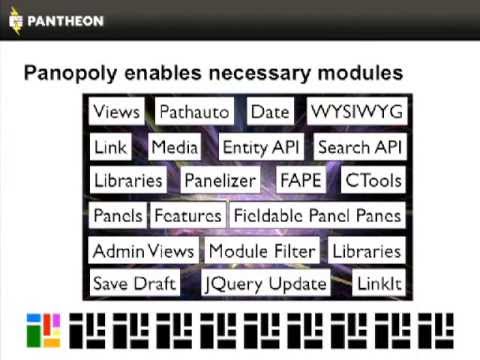 PANTHEON
Panopoly enables necessary modules
Views Pathauto Date WYSIWYG
Link Media Entity API Search API
Libraries Panelizer FAPE CTools
Panels Features Fieldable Panel Panes
Admin Views Module Filter Libraries
Save Draft JQuery Update LinkIt